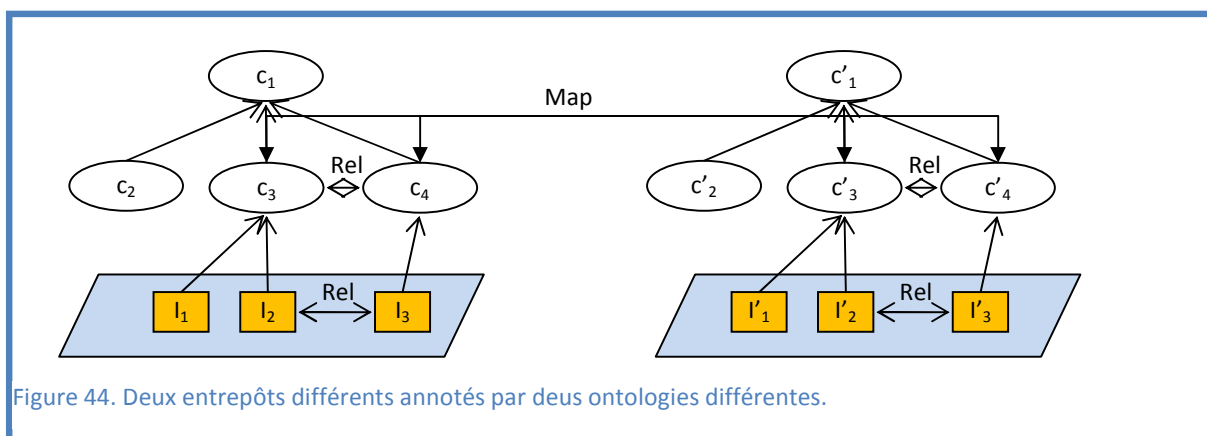 c1 c'1
Map
Rel Rel
c2 c3 c4 c'2 c'3 c'4
Rel Rel
I1 I2 I3 I'1 I'2 I'3
Figure 44. Deux entrepôts différents annotés par deus ontologies différentes.